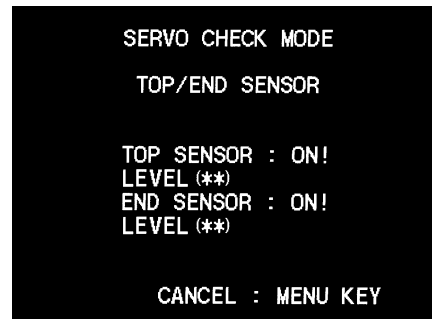 SERVO CHECK MODE
TOP/END SENSOR
TOP SENSOR : ON!
LEVEL (**)
END SENSOR : ON!
LEVEL (**)
CANCEL : MENU KEY